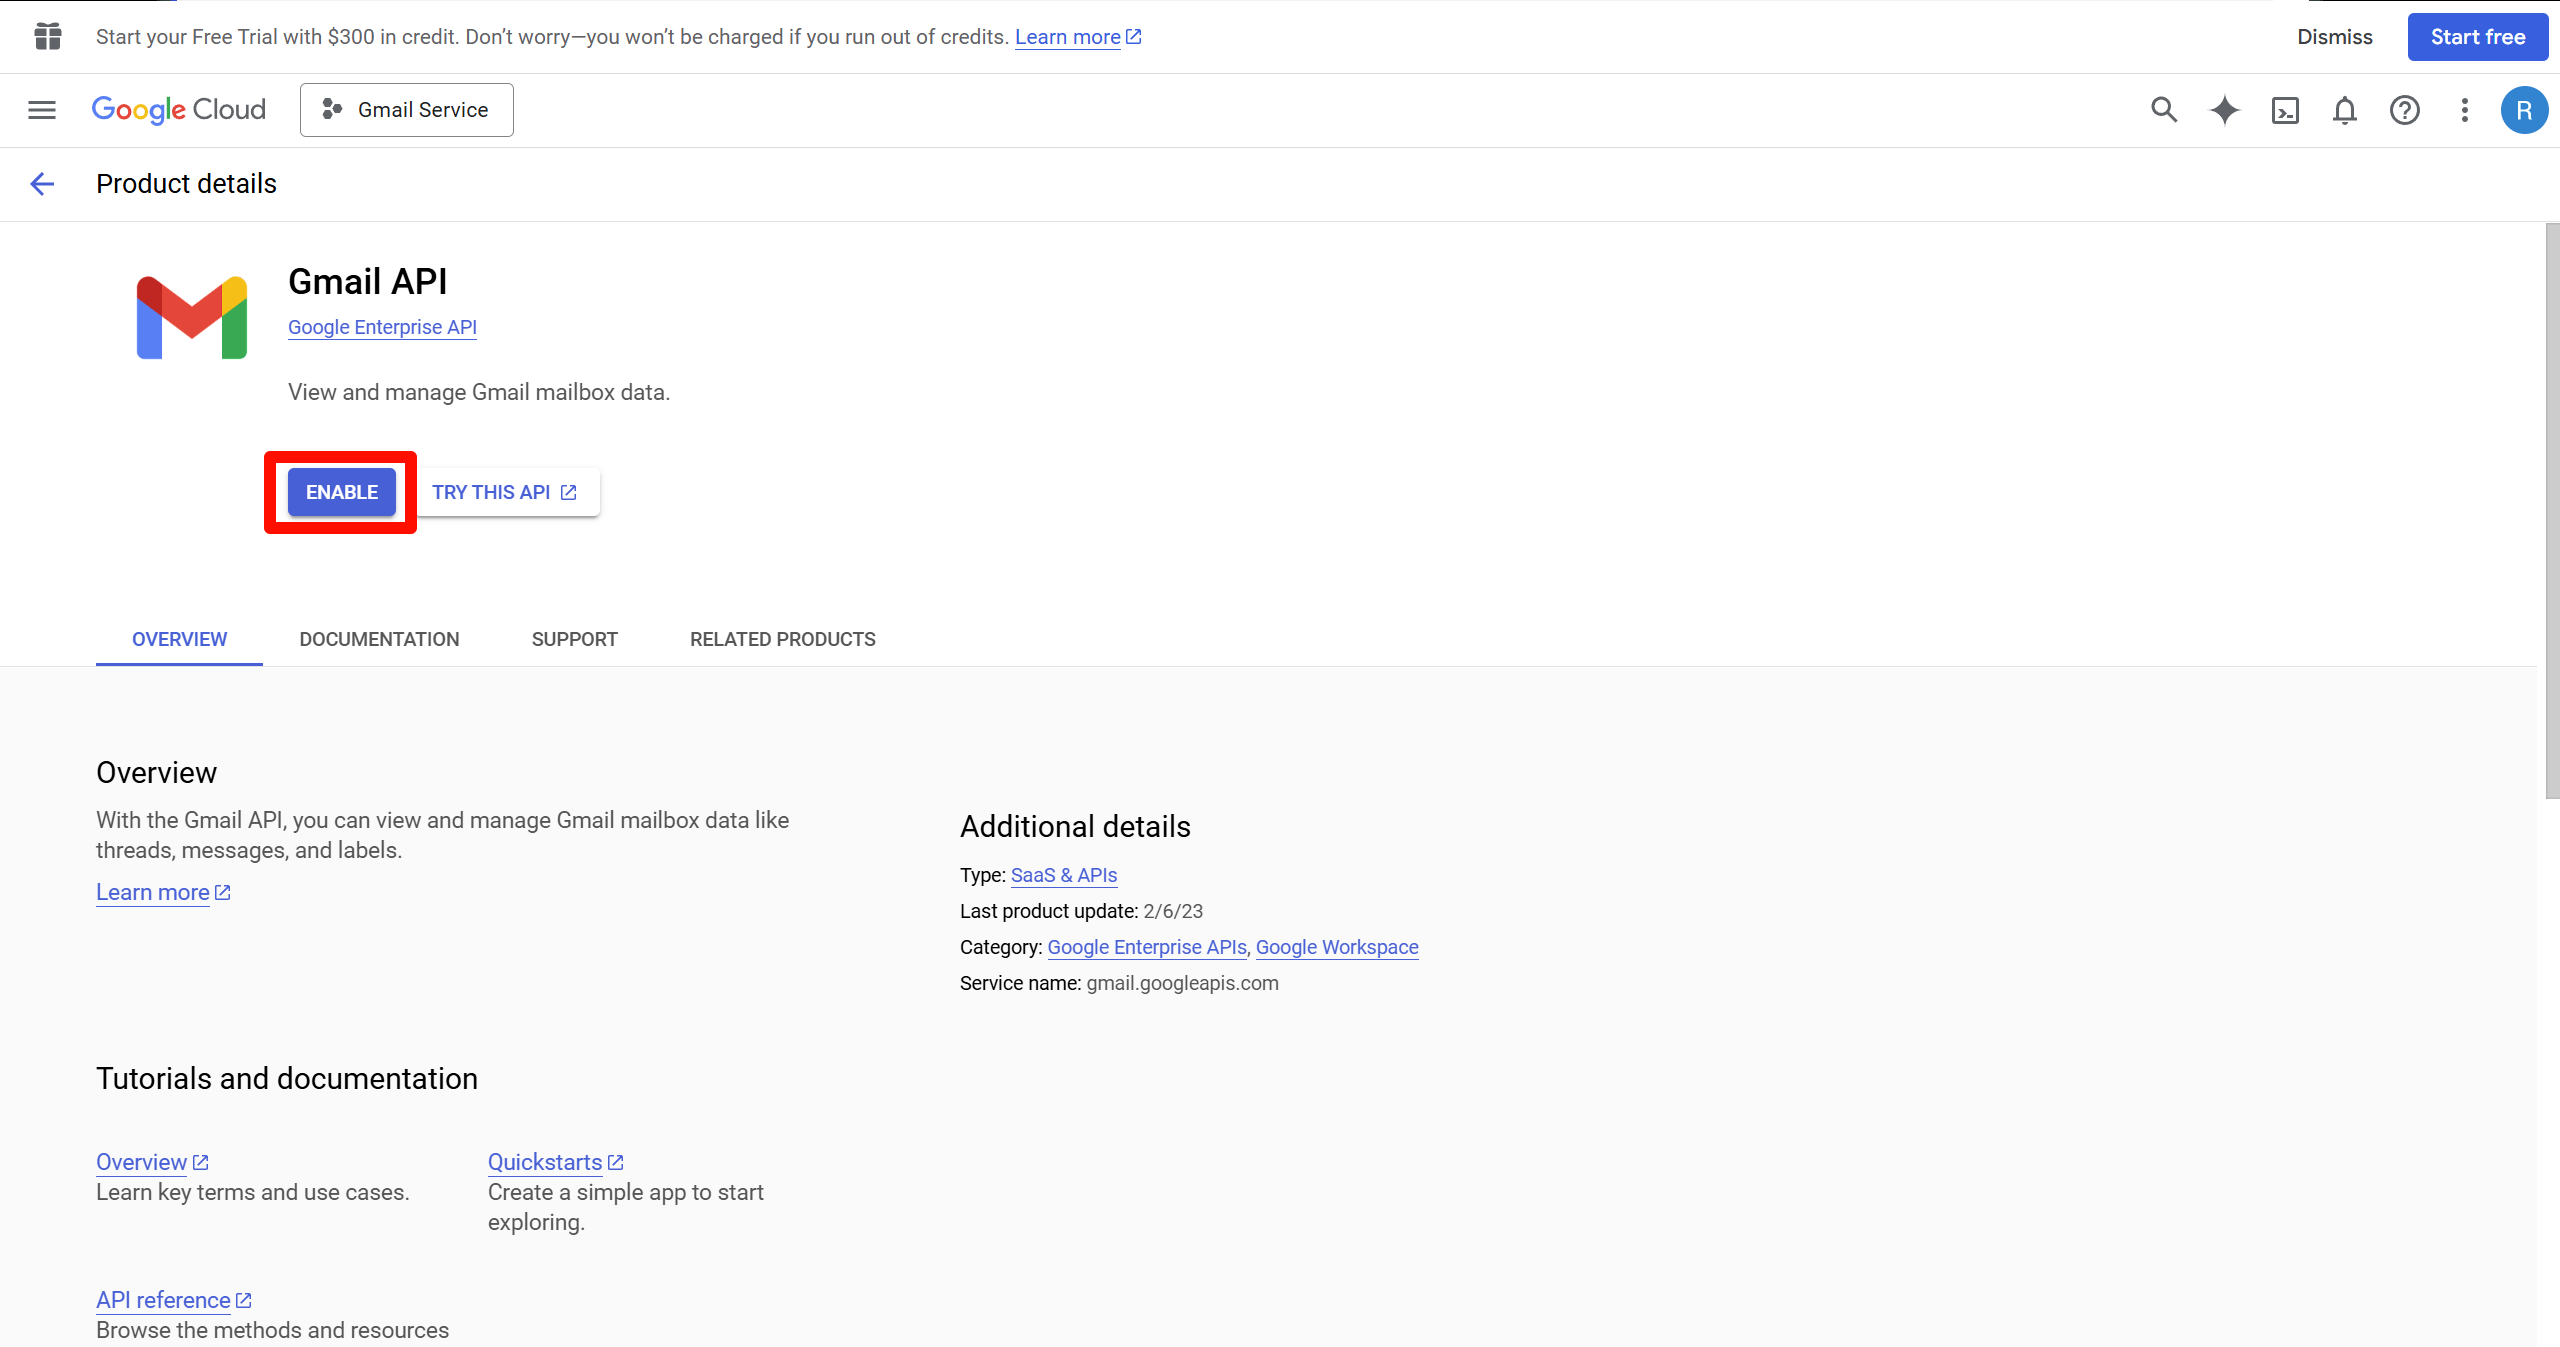 Start your Free Trial with $300 in credit. Don’t worry—you won’t be charged if you run out of credits. Learn more
Dismiss
Start free
Google Cloud
Gmail Service
R
Product details
Gmail API
Google Enterprise API
View and manage Gmail mailbox data.
ENABLE
TRY THIS API
OVERVIEW
DOCUMENTATION
SUPPORT
RELATED PRODUCTS
Overview
With the Gmail API, you can view and manage Gmail mailbox data like
threads, messages, and labels.
Learn more
Additional details
Type: SaaS & APIs
Last product update: 2/6/23
Category: Google Enterprise APIs, Google Workspace
Service name: gmail.googleapis.com
Tutorials and documentation
Overview
Learn key terms and use cases.
Quickstarts
Create a simple app to start
exploring.
API reference
Browse the methods and resources